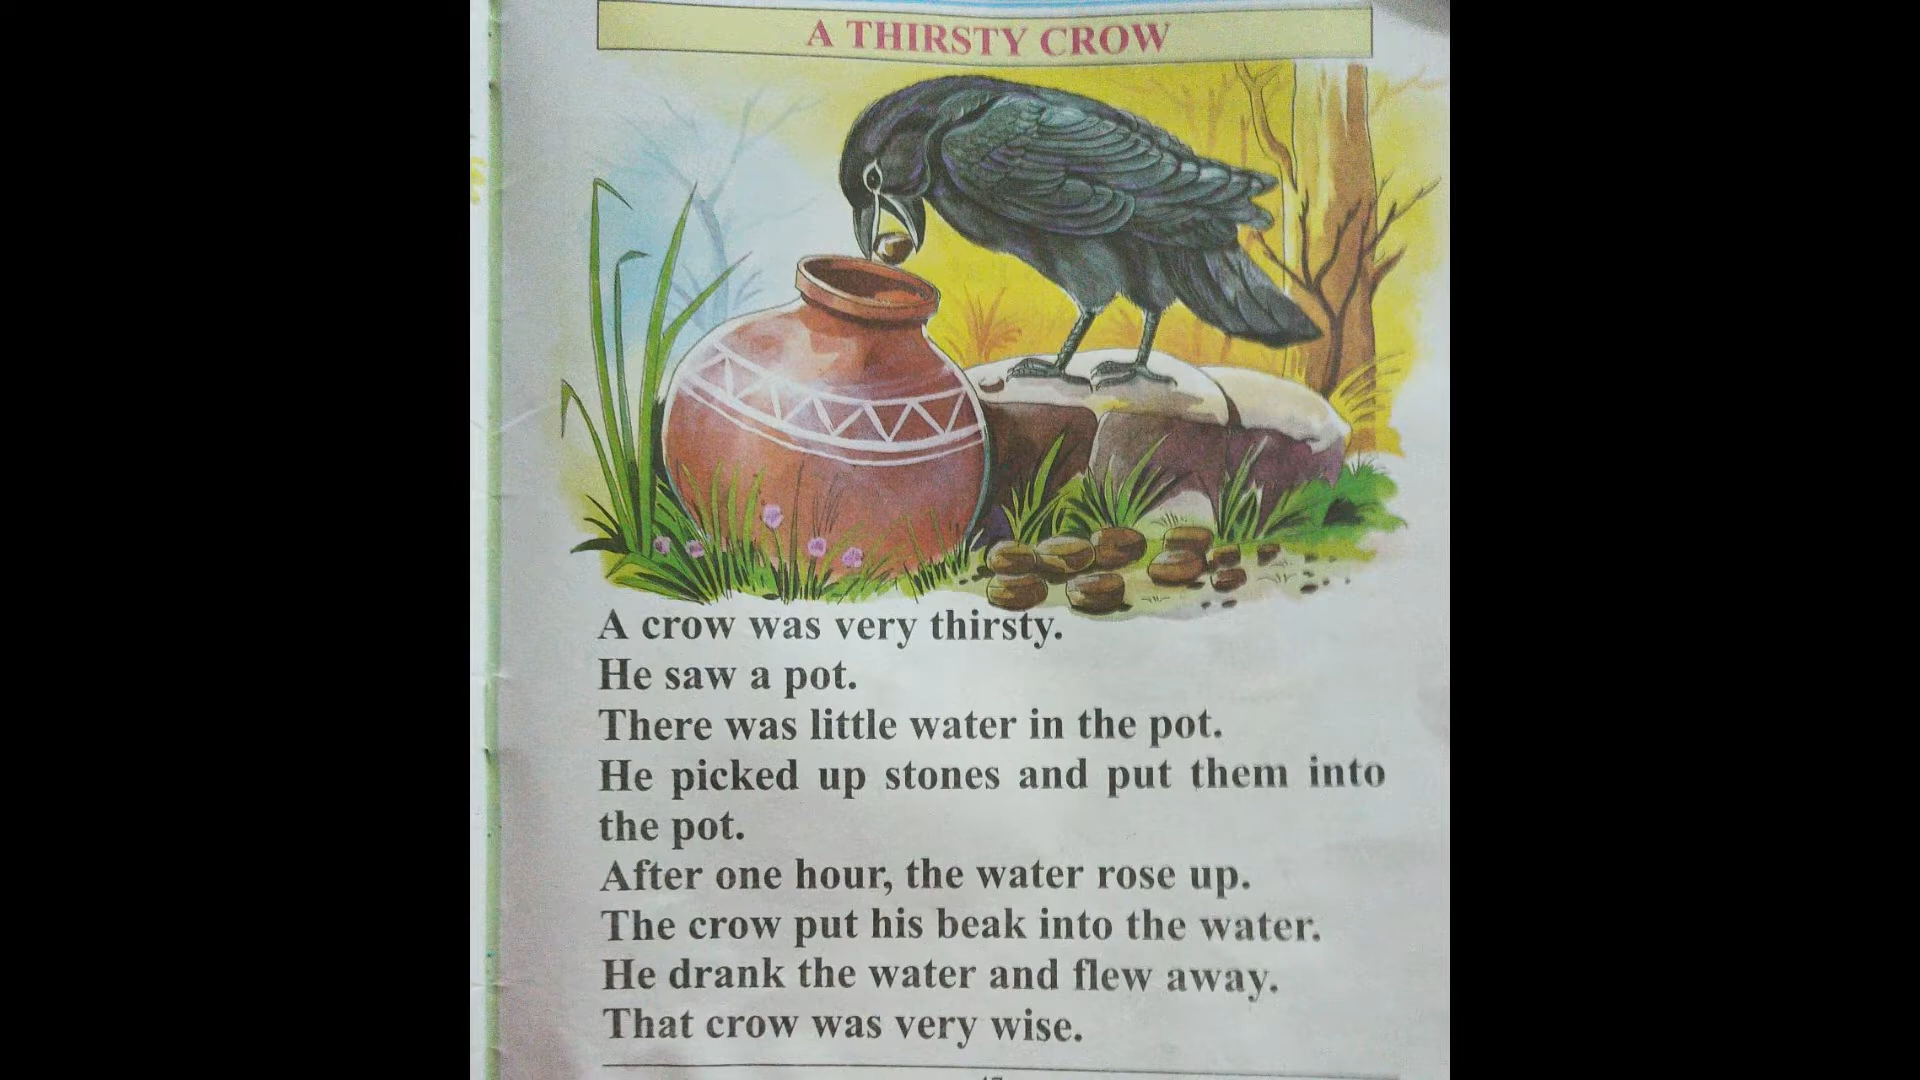 A THIRSTY CROW
A crow was very thirsty.
He saw a pot.
There was little water in the pot.
He picked up stones and put them into
the pot.
After one hour, the water rose up.
The crow put his beak into the water.
He drank the water and flew away.
That crow was very wise.